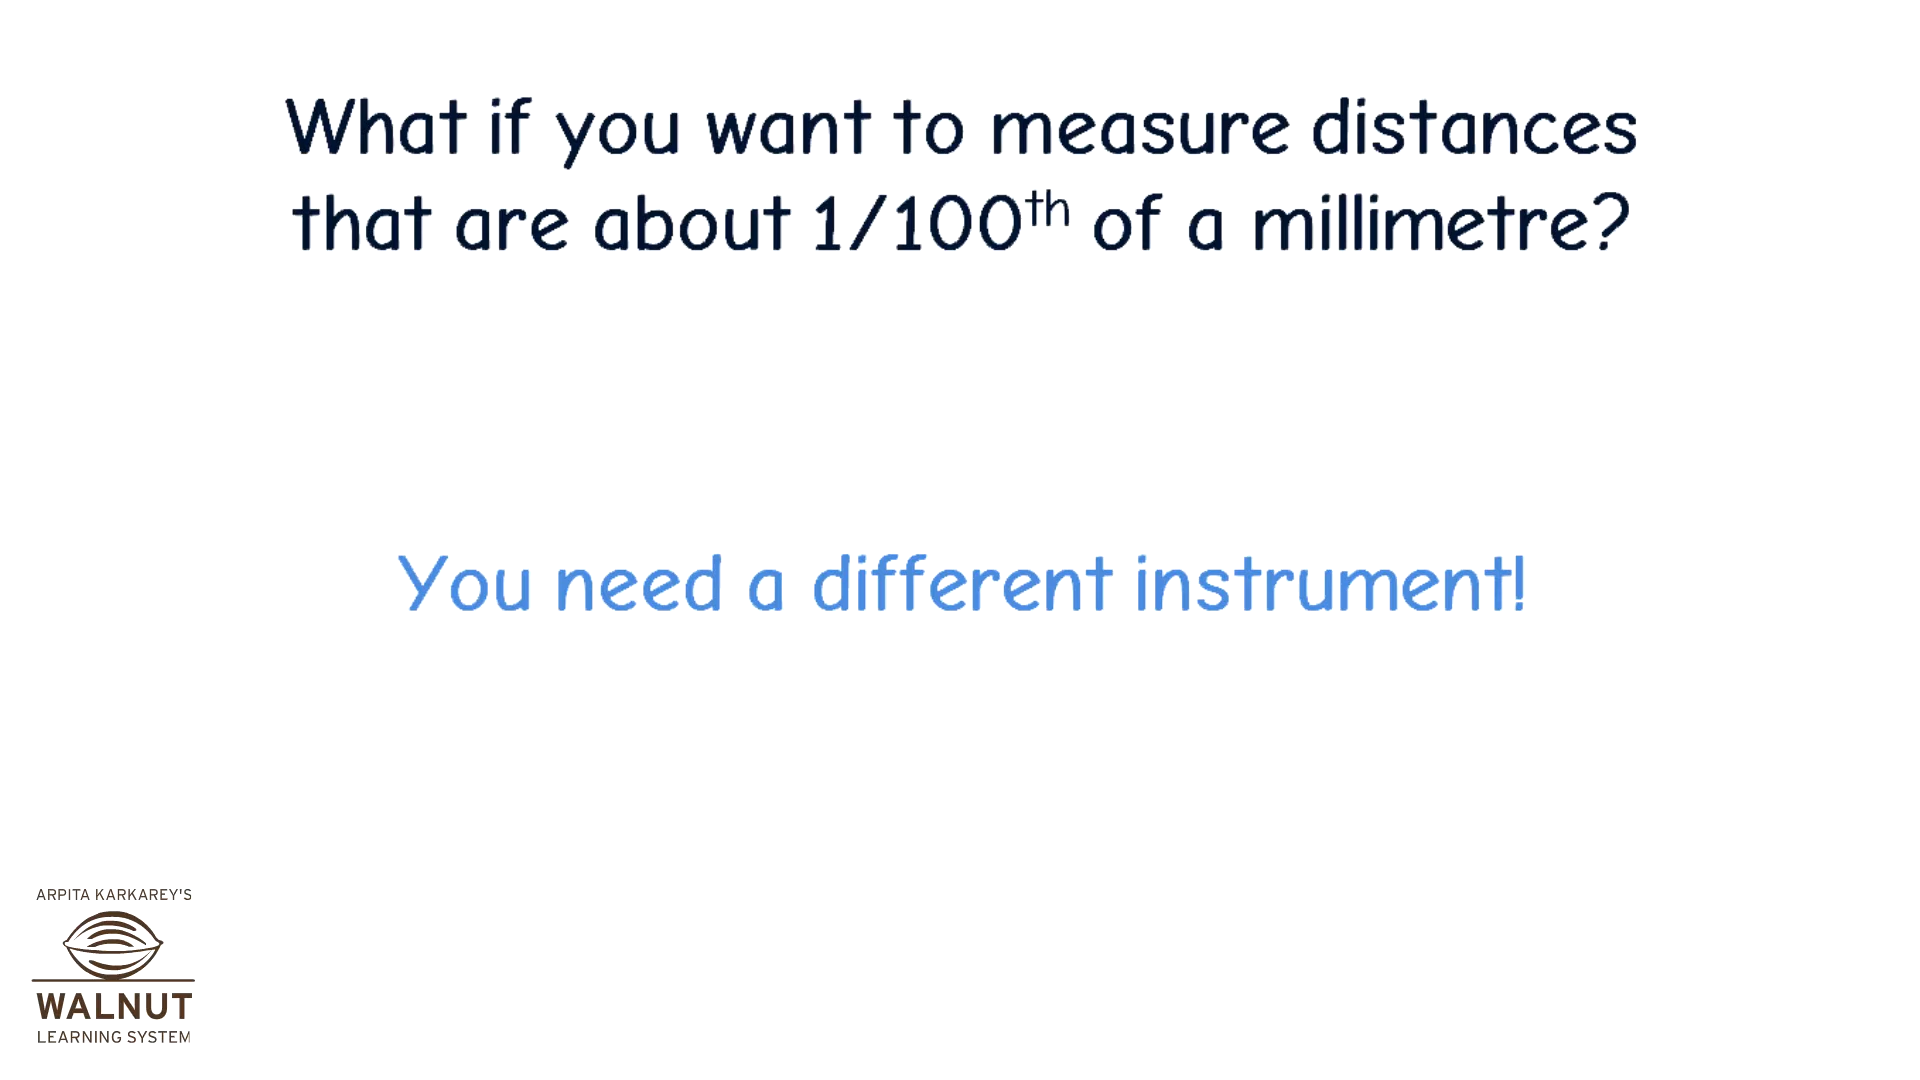 What if you want to measure distances
that are about 1/100th of a millimetre?
You need a different instrument!
ARPITA KARKAREY'S
WALNUT
LEARNING SYSTEM